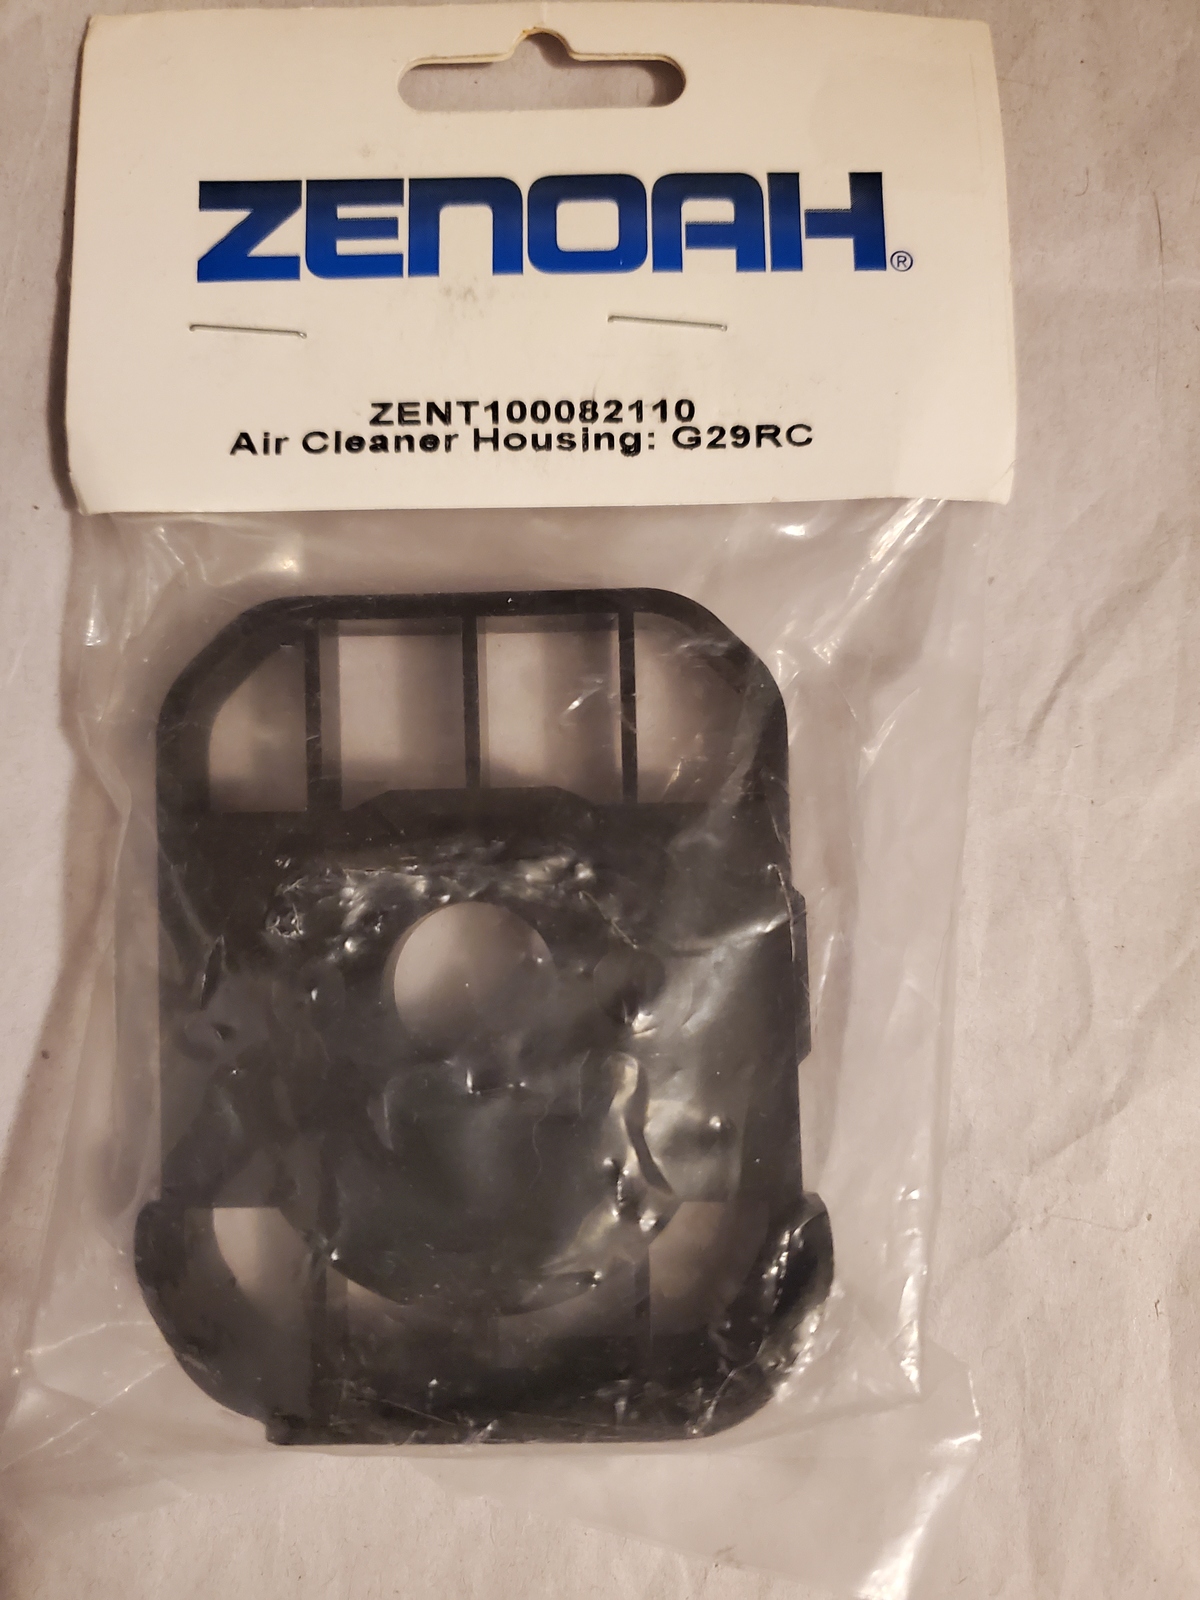 ZENOAH®
ZENT100082110
Air Cleaner Housing: G29RC